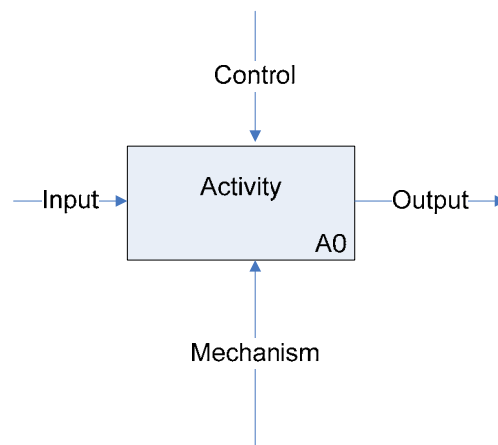 Control
Activity
Input
Output
A0
Mechanism